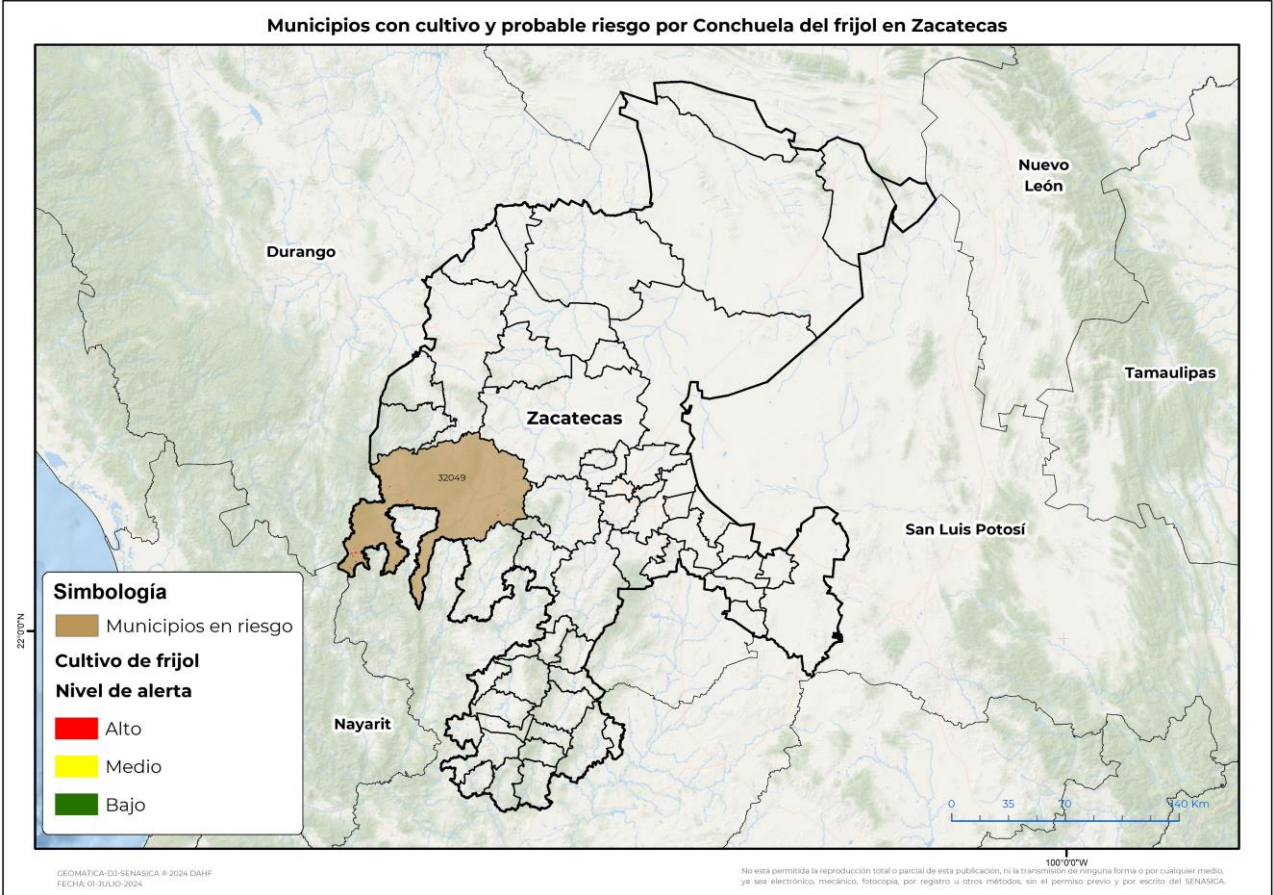 Municipios con cultivo y probable riesgo por Conchuela del frijol en Zacatecas
Nuevo
León
Durango
Tamaulipas
Zacatecas
32049
San Luis Potosí
Simbología
Municipios en riesgo
Cultivo de frijol
Nivel de alerta
Alto
Medio
Bajo
Nayarit
22°0'0"N
0 35 70 140 Km
100°0'0"W
GEOMATICA-DJ-SENASICA ® 2024 DAHF
FECHA: 01-JULIO-2024
No está permitida la reproducción total o parcial de esta publicación, ni la transmisión de ninguna forma o por cualquier medio,
ya sea electrónico, mecánico, fotocopia, por registro u otros métodos, sin el permiso previo y por escrito del SENASICA.